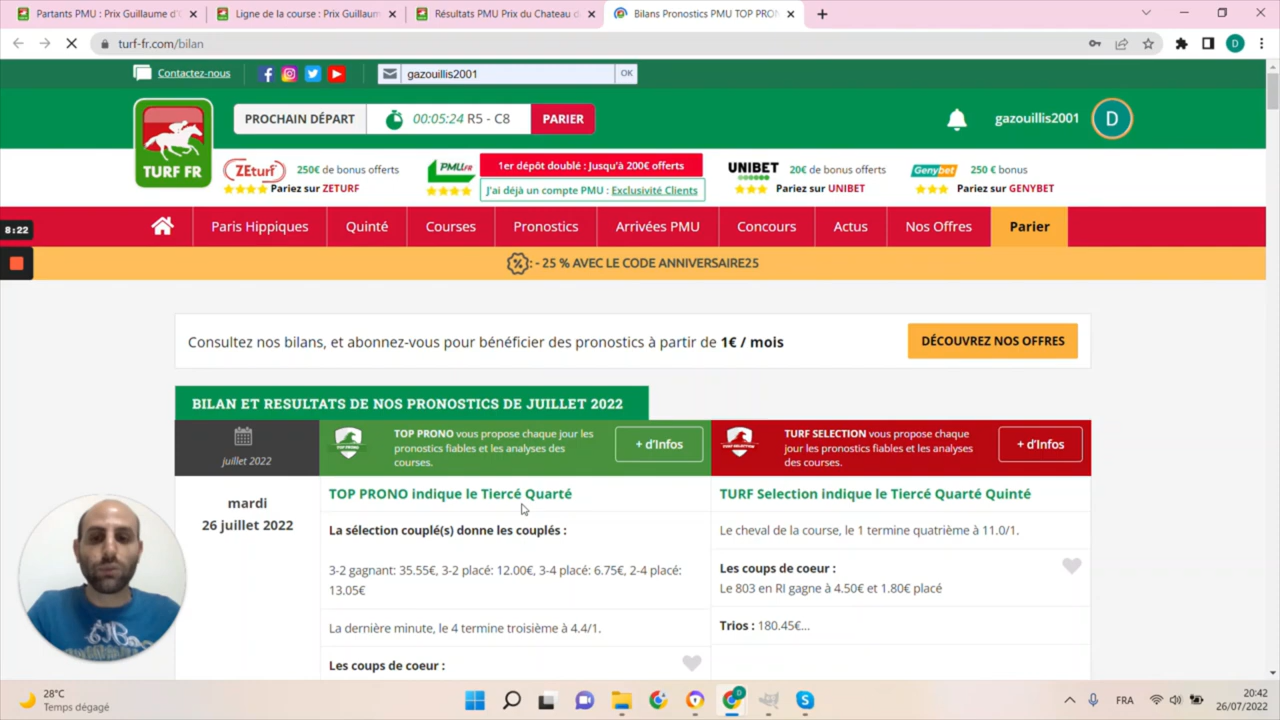 Partants PMU : Prix Guillaume d'O
Ligne de la course : Prix Guillaum
Résultats PMU Prix du Chateau d
Bilans Pronostics PMU TOP PRON
turf-fr.com/bilan
D
Contactez-nous
gazouillis2001
OK
TURF FR
PROCHAIN DÉPART
00:05:24 R5 - C8
PARIER
gazouillis2001
D
ZEturf
250€ de bonus offerts
Pariez sur ZETURF
PMU.FR
1er dépôt doublé : Jusqu'à 200€ offerts
J'ai déjà un compte PMU : Exclusivité Clients
UNIBET
20€ de bonus offerts
Pariez sur UNIBET
Genybet
250 € bonus
Pariez sur GENYBET
8:22
Paris Hippiques
Quinté
Courses
Pronostics
Arrivées PMU
Concours
Actus
Nos Offres
Parier
: - 25 % AVEC LE CODE ANNIVERSAIRE25
Consultez nos bilans, et abonnez-vous pour bénéficier des pronostics à partir de 1€ / mois
DÉCOUVREZ NOS OFFRES
BILAN ET RESULTATS DE NOS PRONOSTICS DE JUILLET 2022
juillet 2022
TOP PRONO
TOP PRONO vous propose chaque jour les
pronostics fiables et les analyses des
courses.
+ d'Infos
TURF SELECTION
TURF SELECTION vous propose chaque
jour les pronostics fiables et les analyses
des courses.
+ d'Infos
mardi
26 juillet 2022
TOP PRONO indique le Tiercé Quarté
La sélection couplé(s) donne les couplés :
3-2 gagnant: 35.55€, 3-2 placé: 12.00€, 3-4 placé: 6.75€, 2-4 placé:
13.05€
La dernière minute, le 4 termine troisième à 4.4/1.
Les coups de coeur :
TURF Selection indique le Tiercé Quarté Quinté
Le cheval de la course, le 1 termine quatrième à 11.0/1.
Les coups de coeur :
Le 803 en RI gagne à 4.50€ et 1.80€ placé
Trios : 180.45€...
28°C
Temps dégagé
D
FRA
20:42
26/07/2022